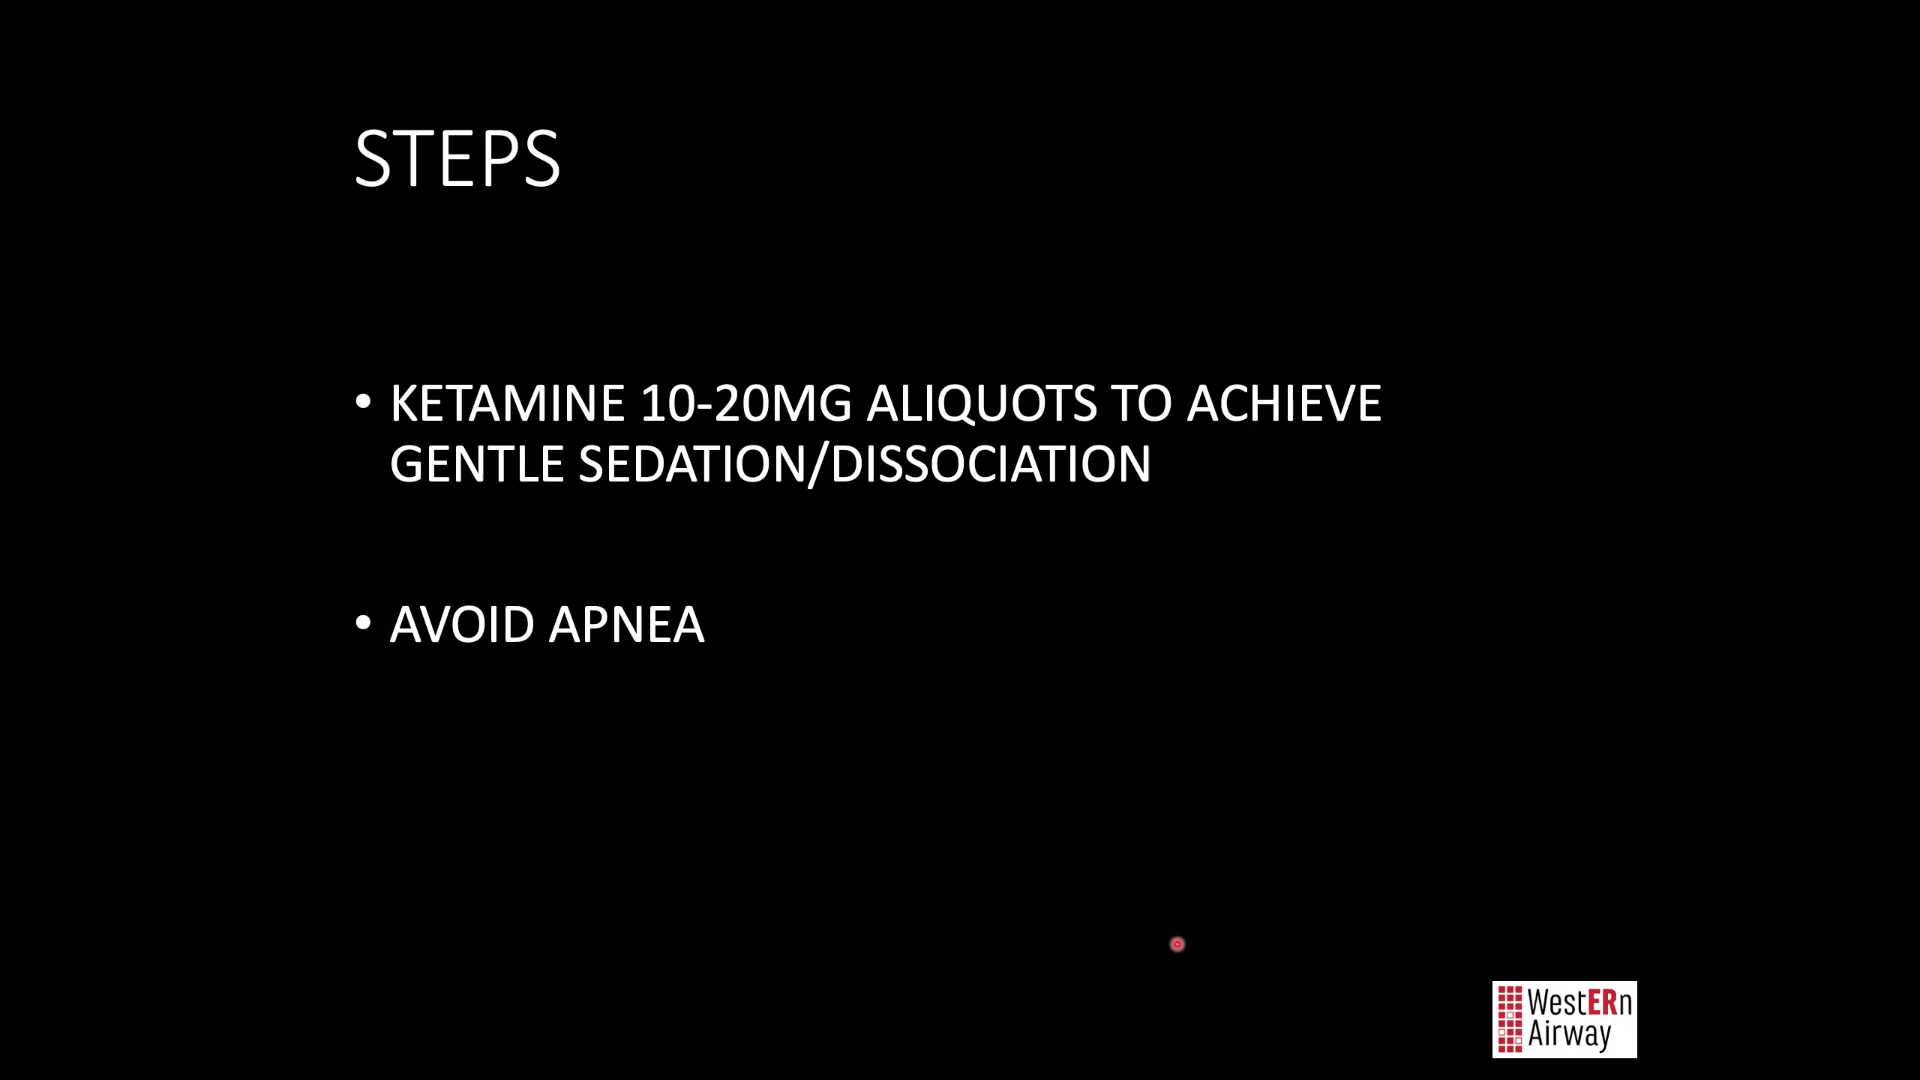 STEPS
• KETAMINE 10-20MG ALIQUOTS TO ACHIEVE
GENTLE SEDATION/DISSOCIATION
• AVOID APNEA
WestERn
Airway